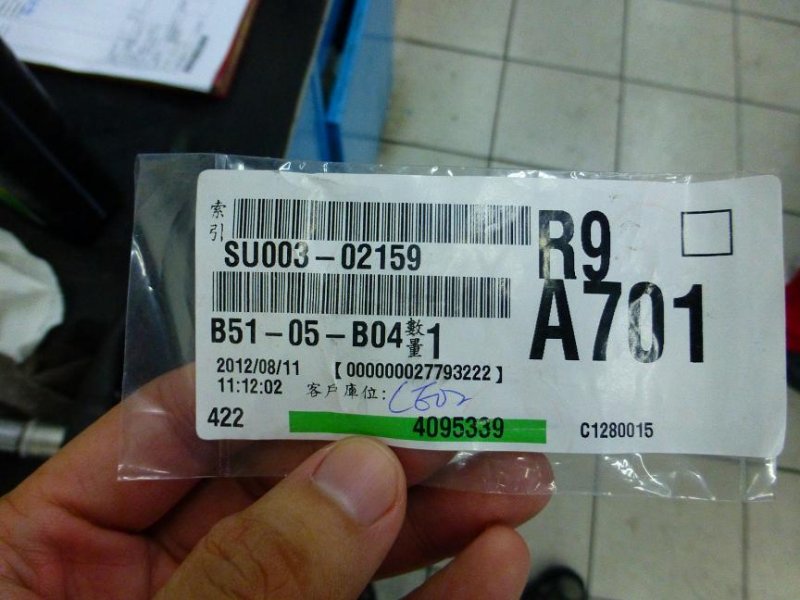 索引
SU003-02159
R9
B51-05-B04 數量 1
A701
2012/08/11 【000000027793222】
11:12:02 客戶庫位:
422 4095339 C1280015